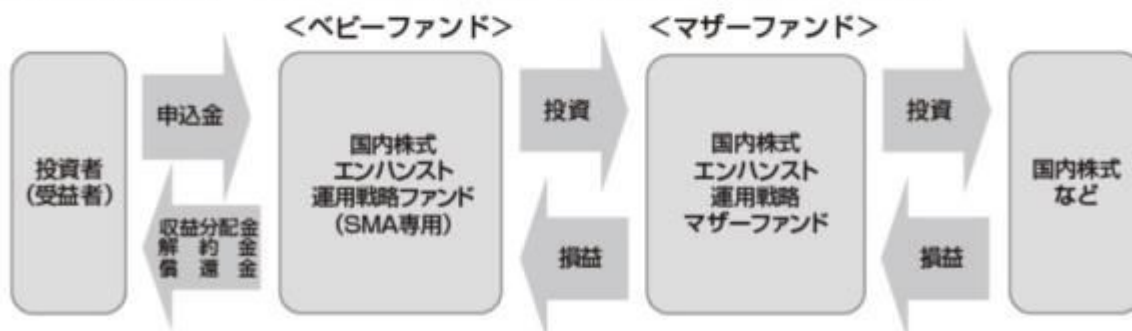 ＜ベビーファンド＞
＜マザーファンド＞
投資者
(受益者)
申込金
収益分配金
解約金
償還金
国内株式
エンハンスト
運用戦略ファンド
(SMA専用)
投資
損益
国内株式
エンハンスト
運用戦略
マザーファンド
投資
損益
国内株式
など